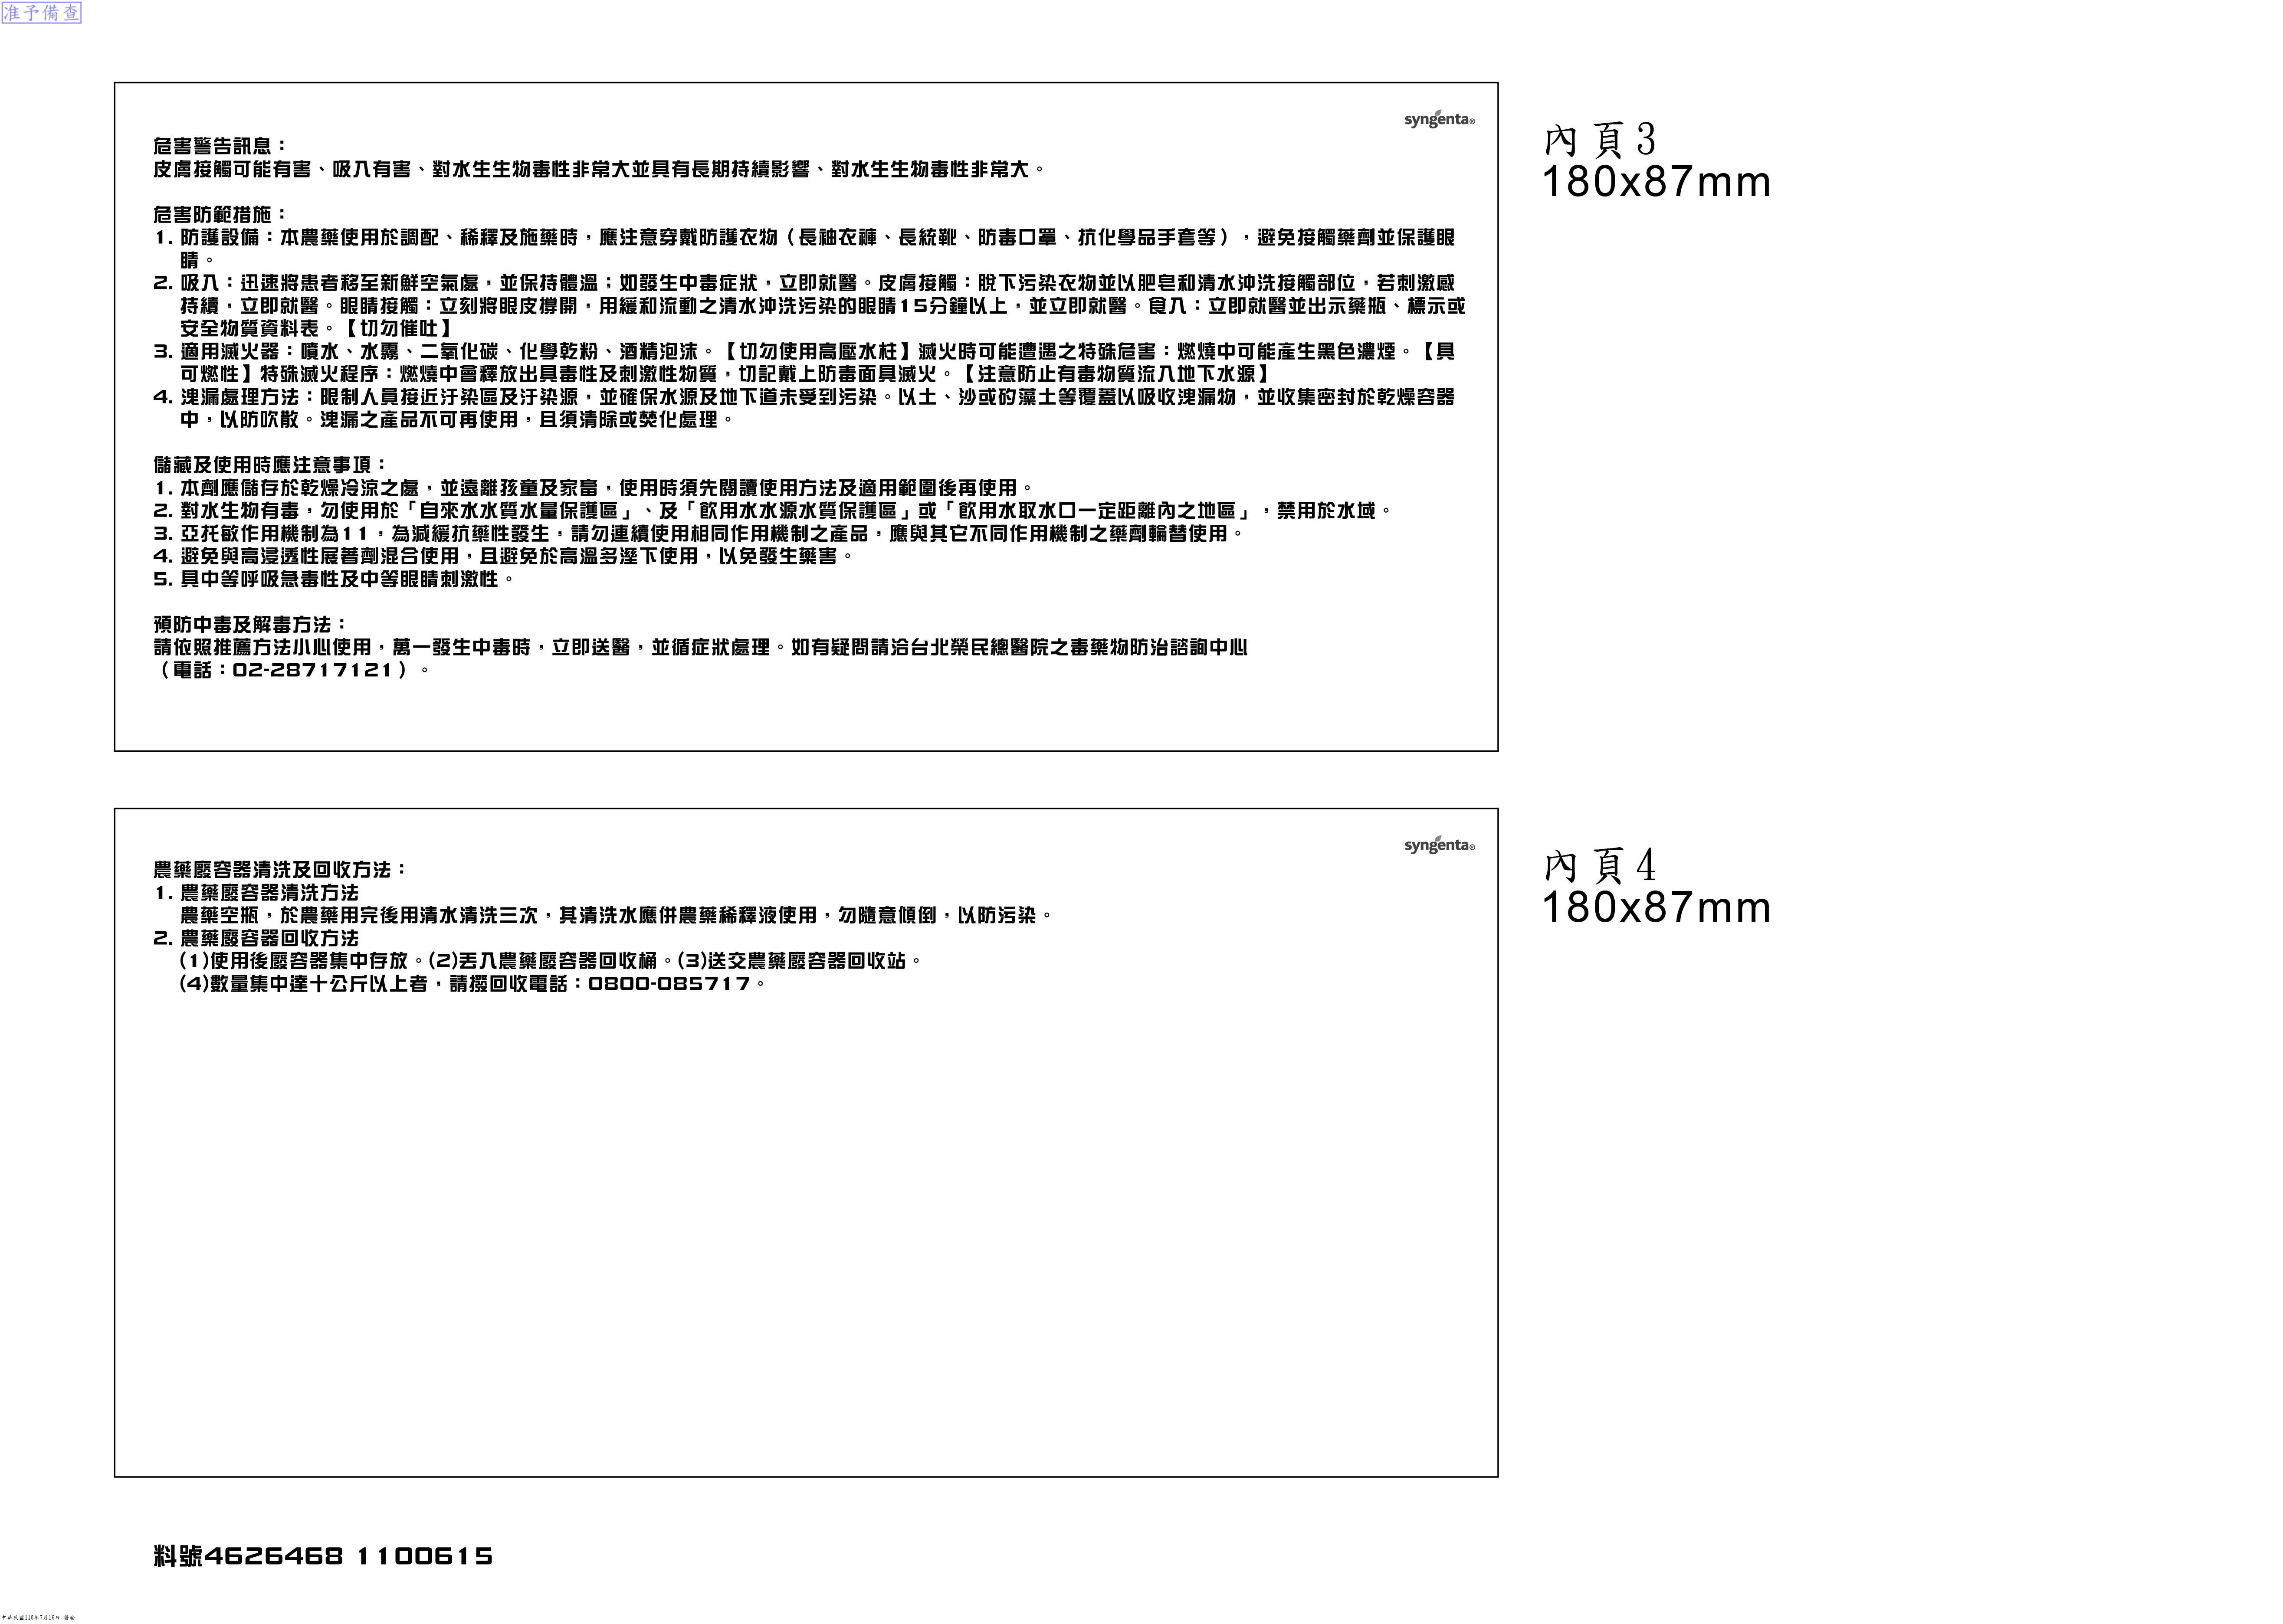 准予備查
syngenta®
內頁3
180x87mm
危害警告訊息：
皮膚接觸可能有害、吸入有害、對水生生物毒性非常大並具有長期持續影響、對水生生物毒性非常大。
危害防範措施：
1. 防護設備：本農藥使用於調配、稀釋及施藥時，應注意穿戴防護衣物（長袖衣褲、長統靴、防毒口罩、抗化學品手套等），避免接觸藥劑並保護眼
睛。
2. 吸入：迅速將患者移至新鮮空氣處，並保持體溫；如發生中毒症狀，立即就醫。皮膚接觸：脫下污染衣物並以肥皂和清水沖洗接觸部位，若刺激感
持續，立即就醫。眼睛接觸：立刻將眼皮撐開，用緩和流動之清水沖洗污染的眼睛15分鐘以上，並立即就醫。食入：立即就醫並出示藥瓶、標示或
安全物質資料表。【切勿催吐】
3. 適用滅火器：噴水、水霧、二氧化碳、化學乾粉、酒精泡沫。【切勿使用高壓水柱】滅火時可能遭遇之特殊危害：燃燒中可能產生黑色濃煙。【具
可燃性】特殊滅火程序：燃燒中會釋放出具毒性及刺激性物質，切記戴上防毒面具滅火。【注意防止有毒物質流入地下水源】
4. 洩漏處理方法：限制人員接近汙染區及汙染源，並確保水源及地下道未受到污染。以土、沙或矽藻土等覆蓋以吸收洩漏物，並收集密封於乾燥容器
中，以防吹散。洩漏之產品不可再使用，且須清除或焚化處理。
儲藏及使用時應注意事項：
1. 本劑應儲存於乾燥冷涼之處，並遠離孩童及家畜，使用時須先閱讀使用方法及適用範圍後再使用。
2. 對水生物有毒，勿使用於「自來水水質水量保護區」、及「飲用水水源水質保護區」或「飲用水取水口一定距離內之地區」，禁用於水域。
3. 亞托敏作用機制為11，為減緩抗藥性發生，請勿連續使用相同作用機制之產品，應與其它不同作用機制之藥劑輪替使用。
4. 避免與高浸透性展著劑混合使用，且避免於高溫多溼下使用，以免發生藥害。
5. 具中等呼吸急毒性及中等眼睛刺激性。
預防中毒及解毒方法：
請依照推薦方法小心使用，萬一發生中毒時，立即送醫，並循症狀處理。如有疑問請洽台北榮民總醫院之毒藥物防治諮詢中心
（電話：02-28717121）。
syngenta®
內頁4
180x87mm
農藥廢容器清洗及回收方法：
1. 農藥廢容器清洗方法
農藥空瓶，於農藥用完後用清水清洗三次，其清洗水應併農藥稀釋液使用，勿隨意傾倒，以防污染。
2. 農藥廢容器回收方法
(1)使用後廢容器集中存放。(2)丟入農藥廢容器回收桶。(3)送交農藥廢容器回收站。
(4)數量集中達十公斤以上者，請撥回收電話：0800-085717。
料號4626468 1100615
中華民國110年7月16日